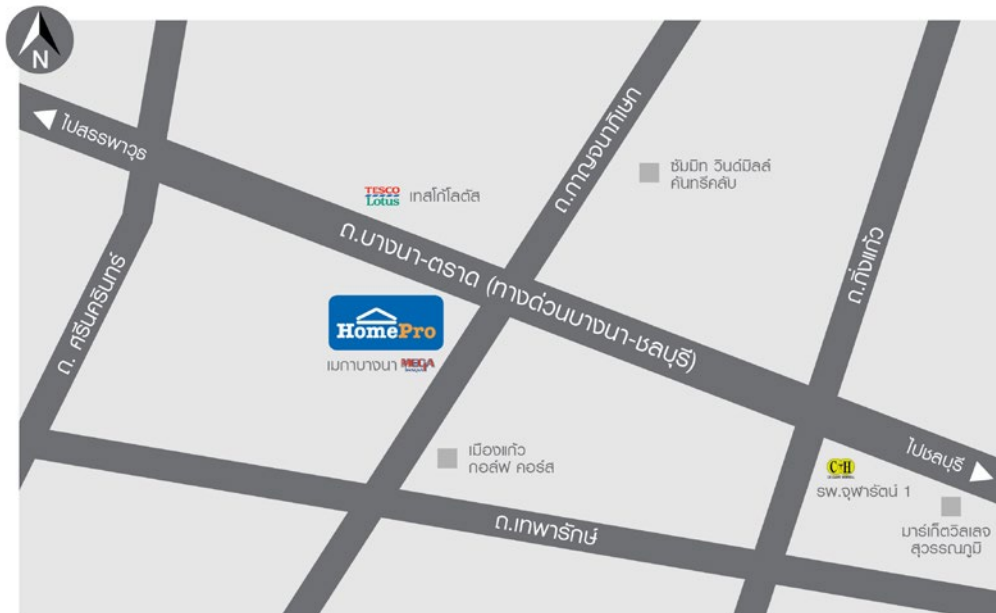 N
ไปสรรพาวุธ
TESCO
Lotus
เทสโก้โลตัส
ถ.กาญจนาภิเษก
ซัมมิท วินด์มิลล์
คันทรีคลับ
ถ.กิ่งแก้ว
ถ. ศรีนครินทร์
ถ.บางนา-ตราด (ทางด่วนบางนา-ชลบุรี)
HomePro
เมกาบางนา MEGA
เมืองแก้ว
กอล์ฟ คอร์ส
ไปชลบุรี
C+H
รพ.จุฬารัตน์ 1
ถ.เทพารักษ์
มาร์เก็ตวิลเลจ
สุวรรณภูมิ